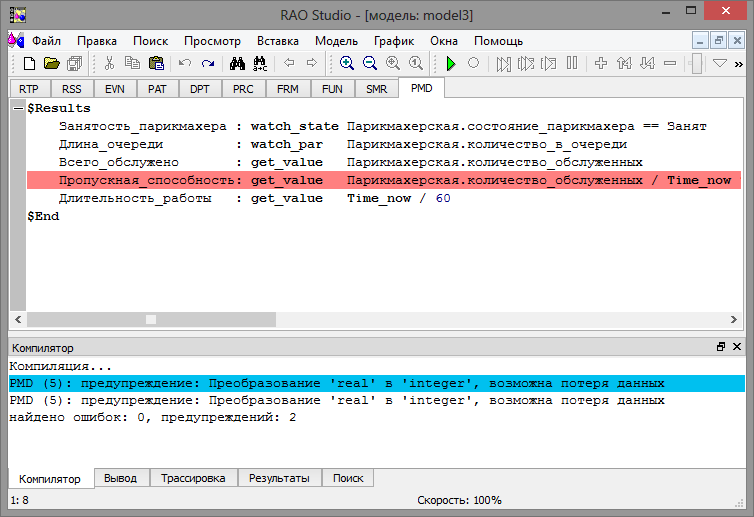 RAO Studio - [модель: model3]
Файл Правка Поиск Просмотр Вставка Модель График Окна Помощь
RTP RSS EVN PAT DPT PRC FRM FUN SMR PMD
$Results
Занятость_парикмахера : watch_state Парикмахерская.состояние_парикмахера == Занят
Длина_очереди : watch_par Парикмахерская.количество_в_очереди
Всего_обслужено : get_value Парикмахерская.количество_обслуженных
Пропускная_способность: get_value Парикмахерская.количество_обслуженных / Time_now
Длительность_работы : get_value Time_now / 60
$End
Компилятор
Компиляция...
PMD (5): предупреждение: Преобразование 'real' в 'integer', возможна потеря данных
PMD (5): предупреждение: Преобразование 'real' в 'integer', возможна потеря данных
найдено ошибок: 0, предупреждений: 2
Компилятор Вывод Трассировка Результаты Поиск
1: 8 Скорость: 100%